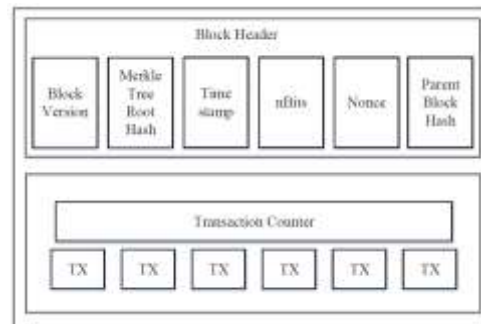 Block Header
Block Version
Merkle Tree Root Hash
Time stamp
nBits
Nonce
Parent Block Hash
Transaction Counter
TX TX TX TX TX TX